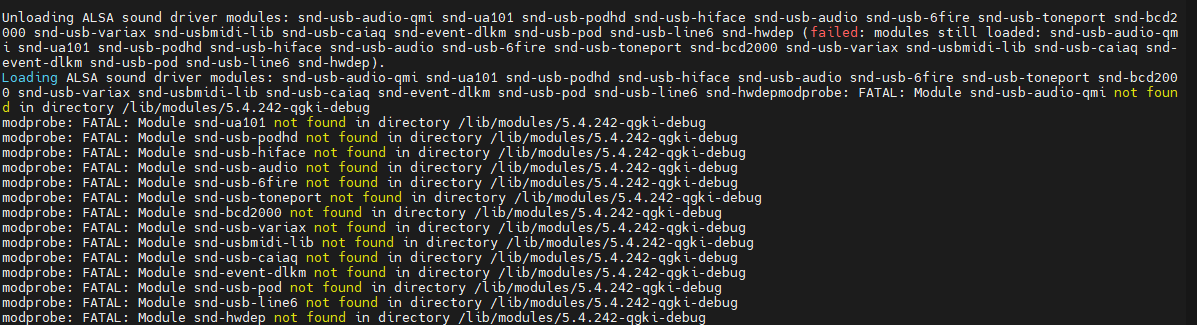 Unloading ALSA sound driver modules: snd-usb-audio-qmi snd-ua101 snd-usb-podhd snd-usb-hiface snd-usb-audio snd-usb-6fire snd-usb-toneport snd-bcd2
000 snd-usb-variax snd-usbmidi-lib snd-usb-caiaq snd-event-dlkm snd-usb-pod snd-usb-line6 snd-hwdep (failed: modules still loaded: snd-usb-audio-qm
i snd-ua101 snd-usb-podhd snd-usb-hiface snd-usb-audio snd-usb-6fire snd-usb-toneport snd-bcd2000 snd-usb-variax snd-usbmidi-lib snd-usb-caiaq snd-
event-dlkm snd-usb-pod snd-usb-line6 snd-hwdep).
Loading ALSA sound driver modules: snd-usb-audio-qmi snd-ua101 snd-usb-podhd snd-usb-hiface snd-usb-audio snd-usb-6fire snd-usb-toneport snd-bcd200
0 snd-usb-variax snd-usbmidi-lib snd-usb-caiaq snd-event-dlkm snd-usb-pod snd-usb-line6 snd-hwdepmodprobe: FATAL: Module snd-usb-audio-qmi not foun
d in directory /lib/modules/5.4.242-qgki-debug
modprobe: FATAL: Module snd-ua101 not found in directory /lib/modules/5.4.242-qgki-debug
modprobe: FATAL: Module snd-usb-podhd not found in directory /lib/modules/5.4.242-qgki-debug
modprobe: FATAL: Module snd-usb-hiface not found in directory /lib/modules/5.4.242-qgki-debug
modprobe: FATAL: Module snd-usb-audio not found in directory /lib/modules/5.4.242-qgki-debug
modprobe: FATAL: Module snd-usb-6fire not found in directory /lib/modules/5.4.242-qgki-debug
modprobe: FATAL: Module snd-usb-toneport not found in directory /lib/modules/5.4.242-qgki-debug
modprobe: FATAL: Module snd-bcd2000 not found in directory /lib/modules/5.4.242-qgki-debug
modprobe: FATAL: Module snd-usb-variax not found in directory /lib/modules/5.4.242-qgki-debug
modprobe: FATAL: Module snd-usbmidi-lib not found in directory /lib/modules/5.4.242-qgki-debug
modprobe: FATAL: Module snd-usb-caiaq not found in directory /lib/modules/5.4.242-qgki-debug
modprobe: FATAL: Module snd-event-dlkm not found in directory /lib/modules/5.4.242-qgki-debug
modprobe: FATAL: Module snd-usb-pod not found in directory /lib/modules/5.4.242-qgki-debug
modprobe: FATAL: Module snd-usb-line6 not found in directory /lib/modules/5.4.242-qgki-debug
modprobe: FATAL: Module snd-hwdep not found in directory /lib/modules/5.4.242-qgki-debug